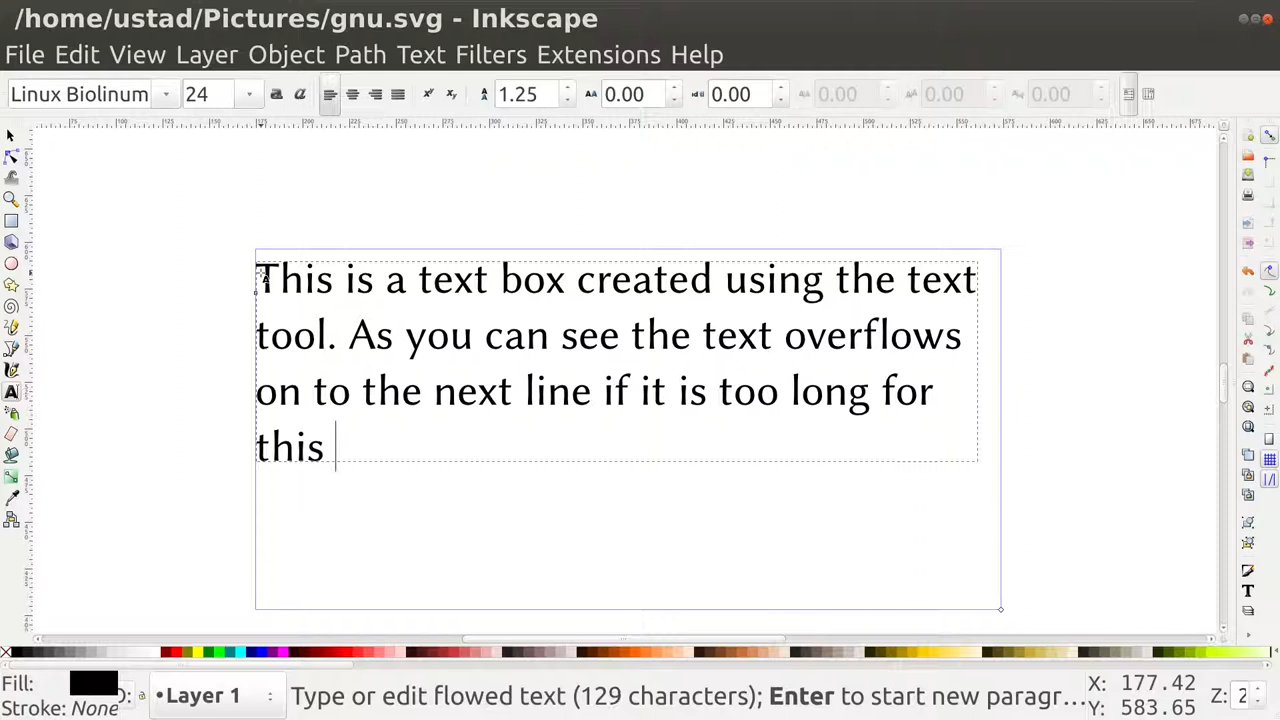 /home/ustad/Pictures/gnu.svg - Inkscape
File Edit View Layer Object Path Text Filters Extensions Help
Linux Biolinum 24 1.25 0.00 0.00 0.00 0.00 0.00
This is a text box created using the text
tool. As you can see the text overflows
on to the next line if it is too long for
this
Fill:
Stroke: None
O:
•Layer 1
Type or edit flowed text (129 characters); Enter to start new paragr…
X: 177.42
Y: 583.65
Z: 2